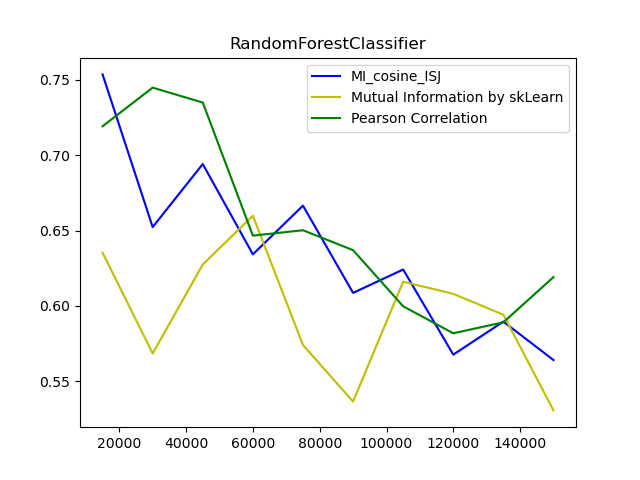 RandomForestClassifier
MI_cosine_ISJ
Mutual Information by skLearn
Pearson Correlation
0.75
0.70
0.65
0.60
0.55
20000 40000 60000 80000 100000 120000 140000